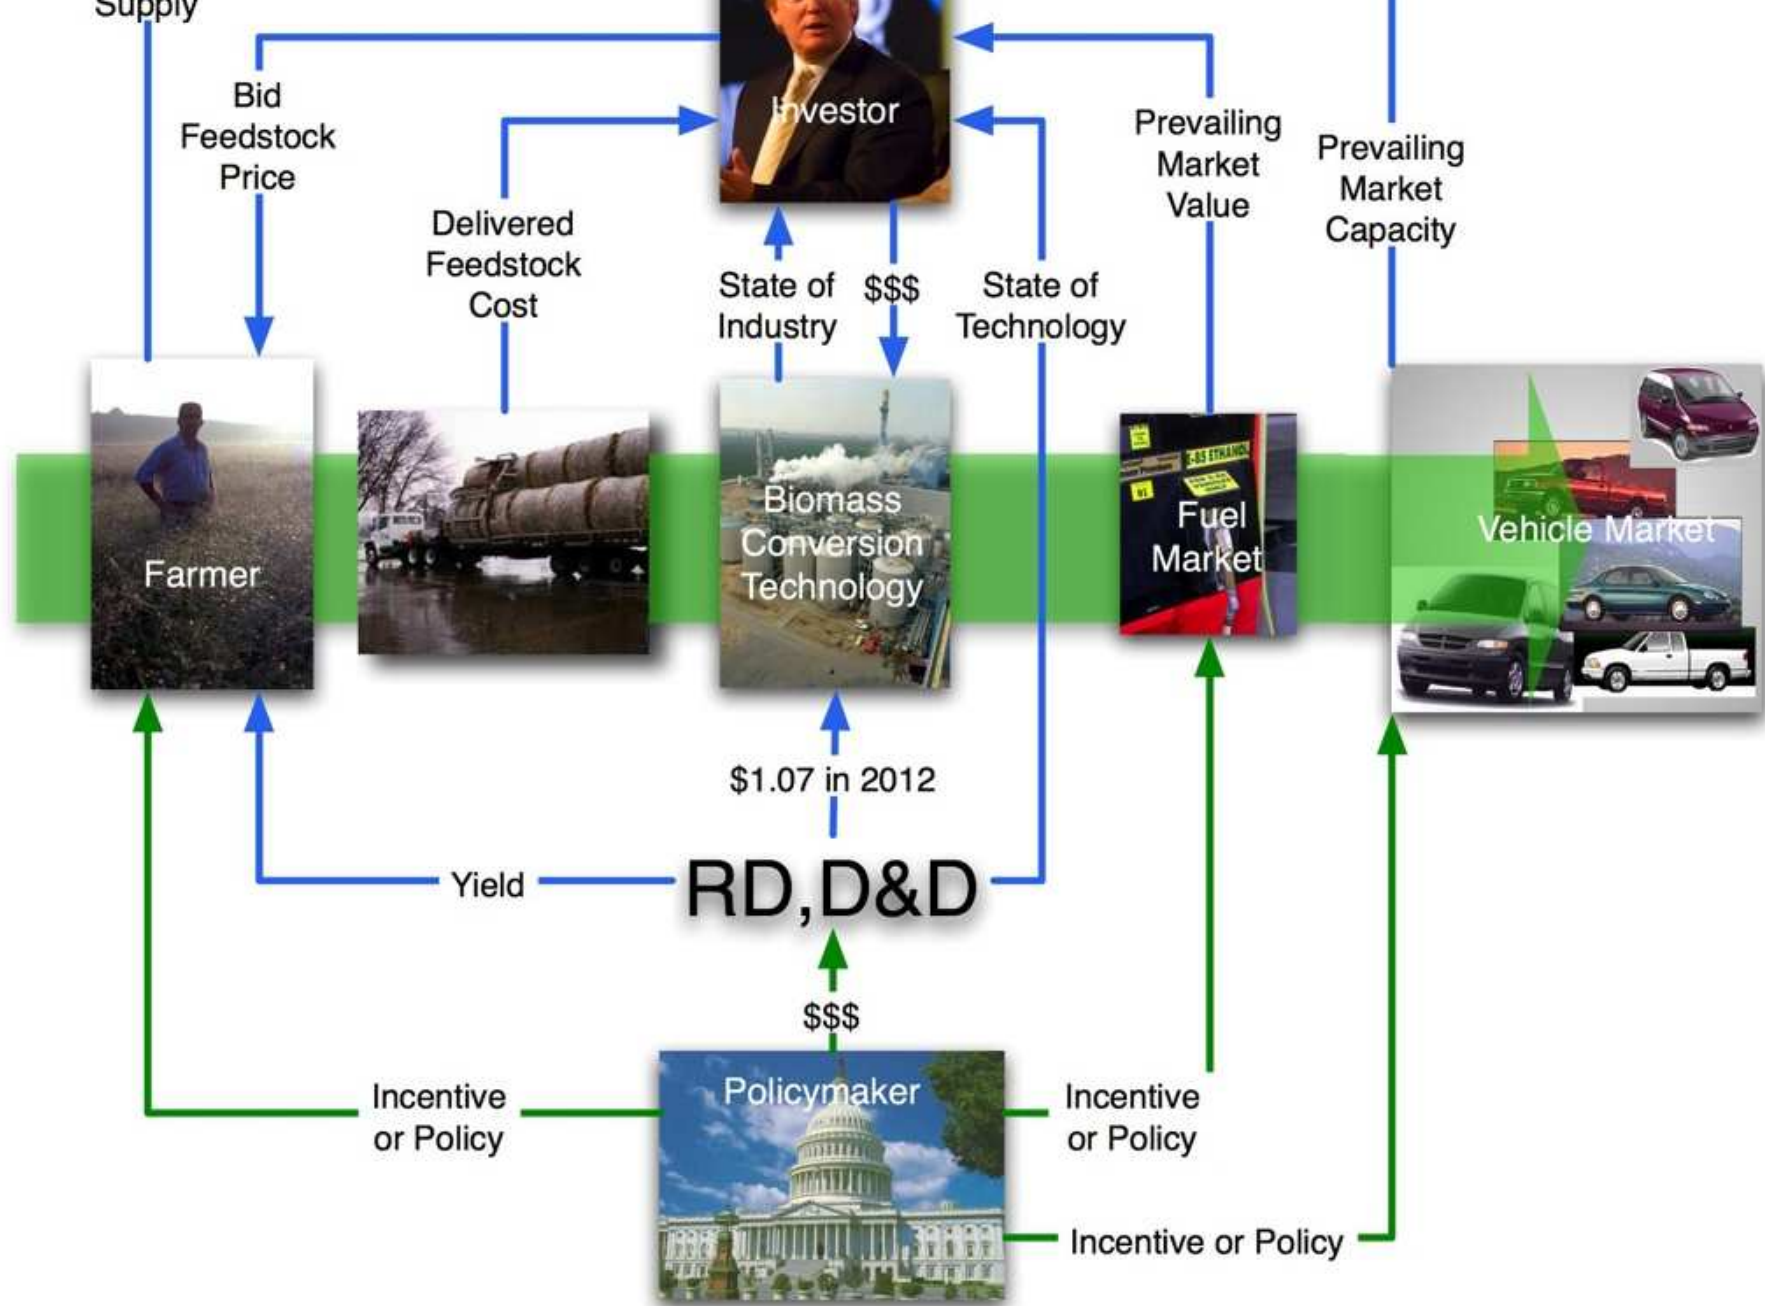 Supply
Bid
Feedstock
Price
Investor
Prevailing
Market
Value
Prevailing
Market
Capacity
Delivered
Feedstock
Cost
State of
Industry
$$$
State of
Technology
Farmer
Biomass
Conversion
Technology
E-85 ETHANOL
Fuel
Market
Vehicle Market
$1.07 in 2012
Yield
RD,D&D
$$$
Policymaker
Incentive
or Policy
Incentive
or Policy
Incentive or Policy